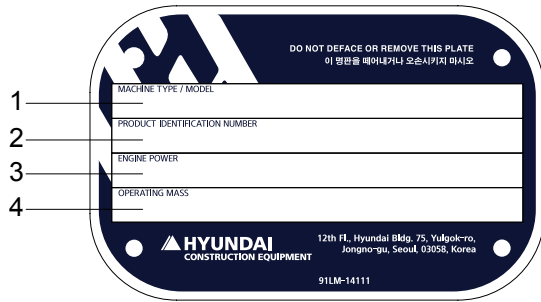 DO NOT DEFACE OR REMOVE THIS PLATE
이 명판을 떼어내거나 오손시키지 마시오
1
MACHINE TYPE / MODEL
2
PRODUCT IDENTIFICATION NUMBER
3
ENGINE POWER
4
OPERATING MASS
HYUNDAI
CONSTRUCTION EQUIPMENT
12th Fl., Hyundai Bldg. 75, Yulgok-ro,
Jongno-gu, Seoul, 03058, Korea
91LM-14111